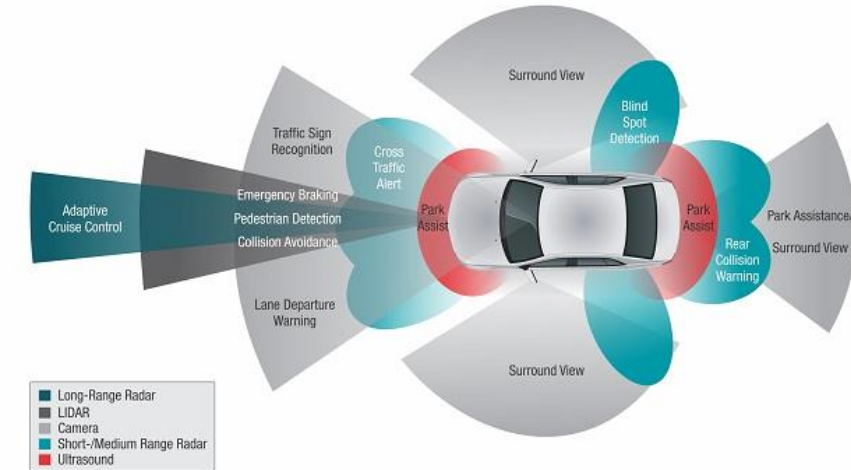 Surround View
Blind
Spot
Detection
Traffic Sign
Recognition
Cross
Traffic
Alert
Emergency Braking
Adaptive
Cruise Control
Pedestrian Detection
Collision Avoidance
Park
Assist
Park
Assist
Park Assistance/
Surround View
Rear
Collision
Warning
Lane Departure
Warning
Surround View
Long-Range Radar
LIDAR
Camera
Short-/Medium Range Radar
Ultrasound